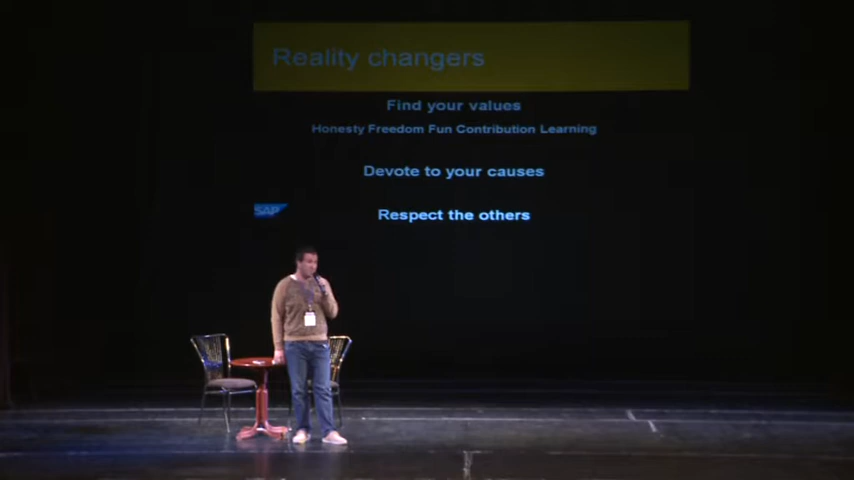 Reality changers
Find your values
Honesty Freedom Fun Contribution Learning
Devote to your causes
SAP
Respect the others